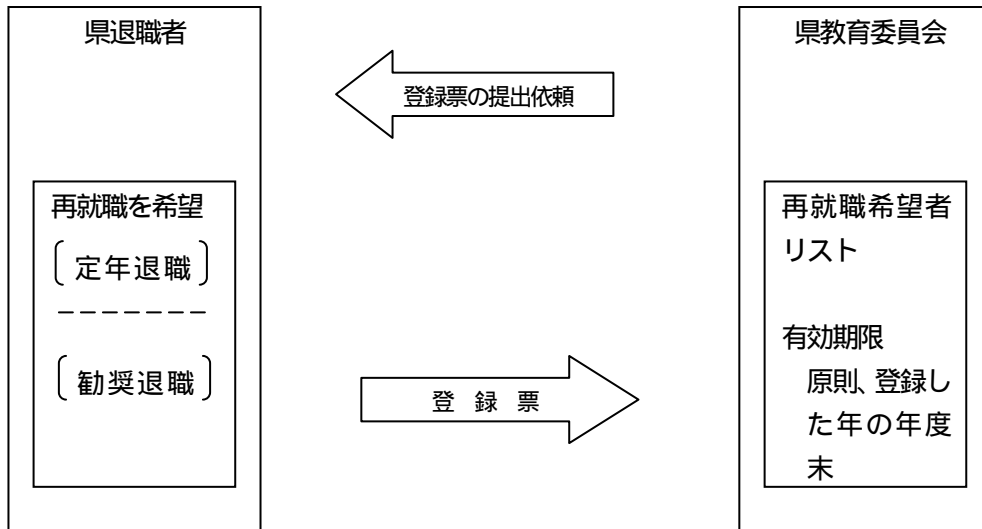 県退職者
県教育委員会
登録票の提出依頼
再就職を希望
〔定年退職〕
-------
〔勧奨退職〕
登録票
再就職希望者
リスト
有効期限
原則、登録し
た年の年度
末